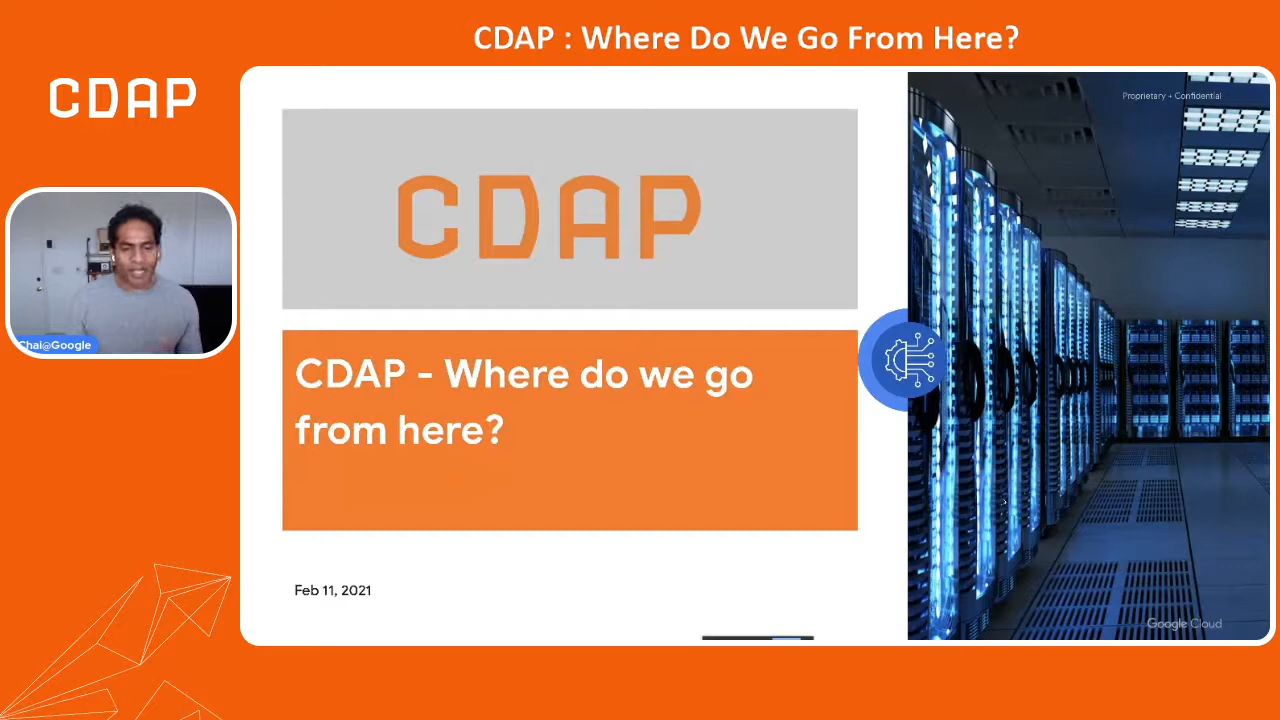 CDAP : Where Do We Go From Here?
CDAP
Proprietary + Confidential
CDAP
Chai@Google
CDAP - Where do we go
from here?
Feb 11, 2021
Google Cloud